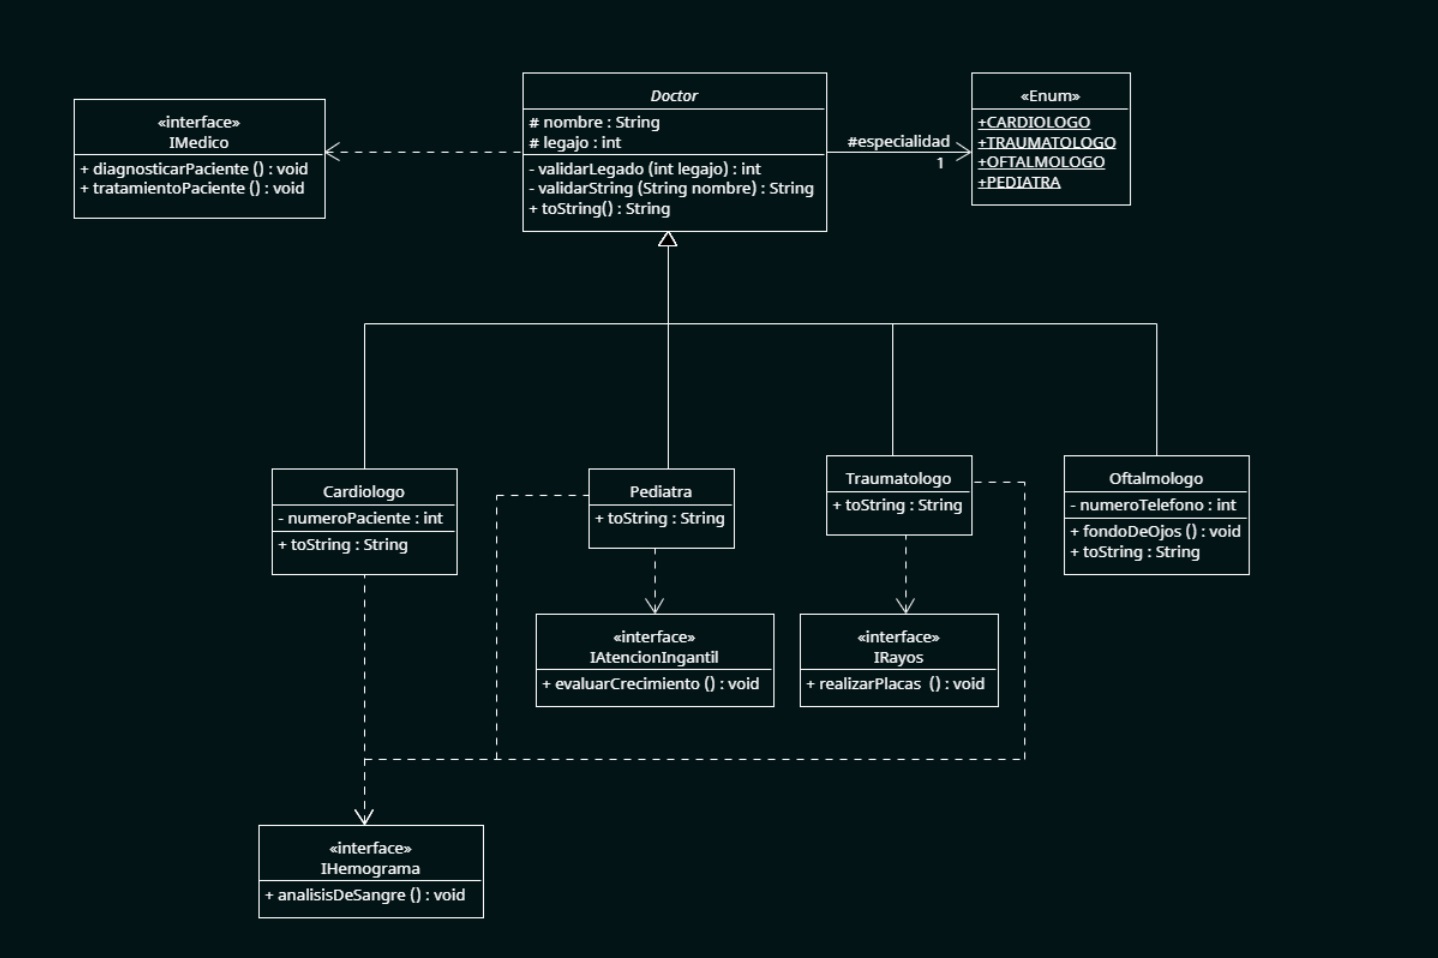 «interface»
IMedico
+ diagnosticarPaciente () : void
+ tratamientoPaciente () : void
Doctor
# nombre : String
# legajo : int
- validarLegado (int legajo) : int
- validarString (String nombre) : String
+ toString() : String
#especialidad
1
«Enum»
+CARDIOLOGO
+TRAUMATOLOGO
+OFTALMOLOGO
+PEDIATRA
Cardiologo
- numeroPaciente : int
+ toString : String
Pediatra
+ toString : String
Traumatologo
+ toString : String
Oftalmologo
- numeroTelefono : int
+ fondoDeOjos () : void
+ toString : String
«interface»
IAtencionIngantil
+ evaluarCrecimiento () : void
«interface»
IRayos
+ realizarPlacas  () : void
«interface»
IHemograma
+ analisisDeSangre () : void